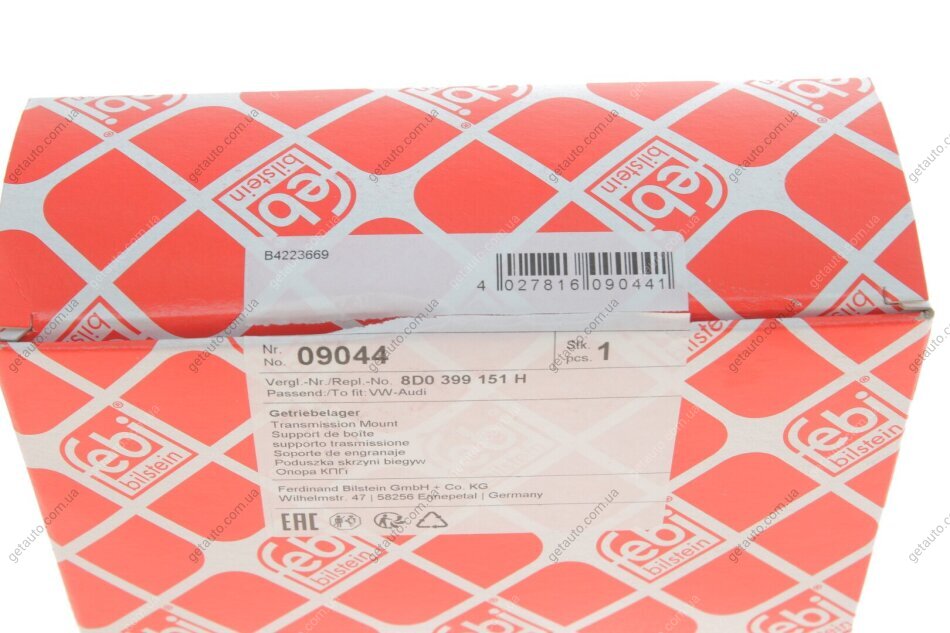 B4223669
4 027816 090441
Nr.
No. 09044
Stk.
pcs. 1
Vergl.-Nr./Repl.-No. 8D0 399 151 H
Passend:/To fit: VW-Audi
Getriebelager
Transmission Mount
Support de boîte
supporto trasmissione
Soporte de engranaje
Poduszka skrzyni biegyw
Опора КПГі
Ferdinand Bilstein GmbH + Co. KG
Wilhelmstr. 47 | 58256 Ennepetal | Germany
EAC
febi
bilstein
getauto.com.ua